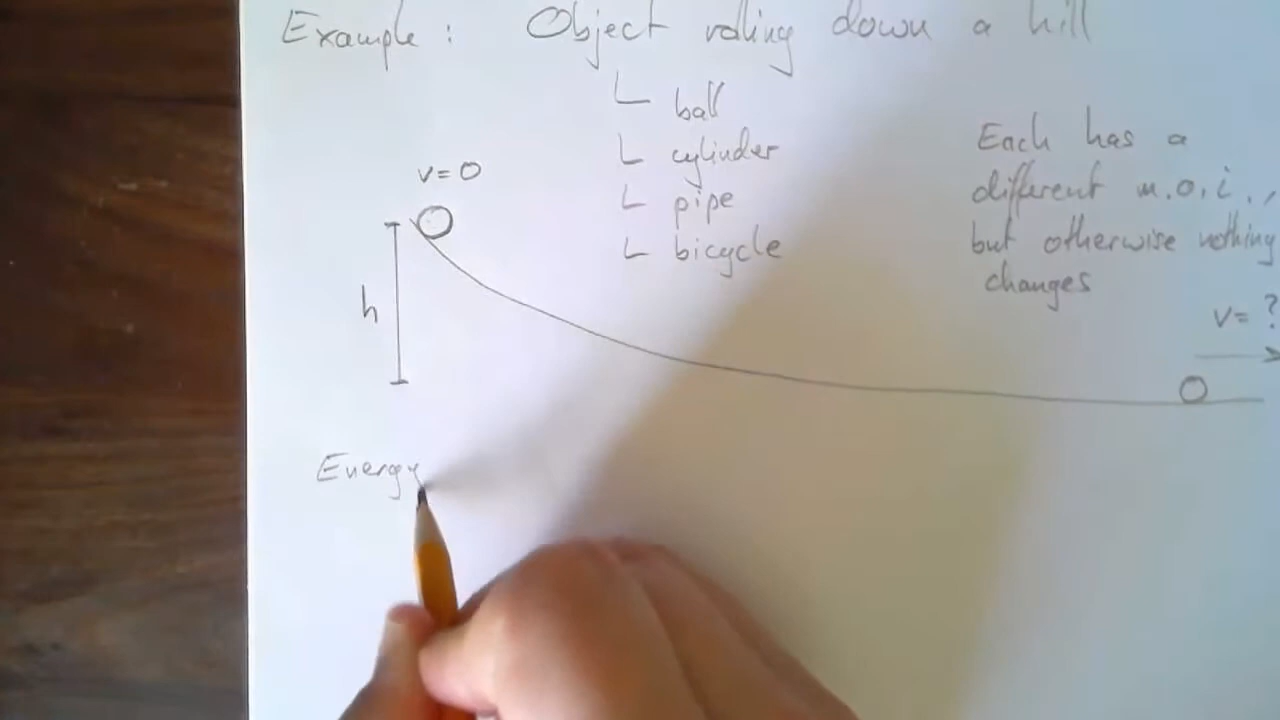 Example : Object rolling down a hill
ball
cylinder
pipe
bicycle
Each has a
different m.o.i.,
but otherwise nothing
changes
v=0
h
v= ?
Energy